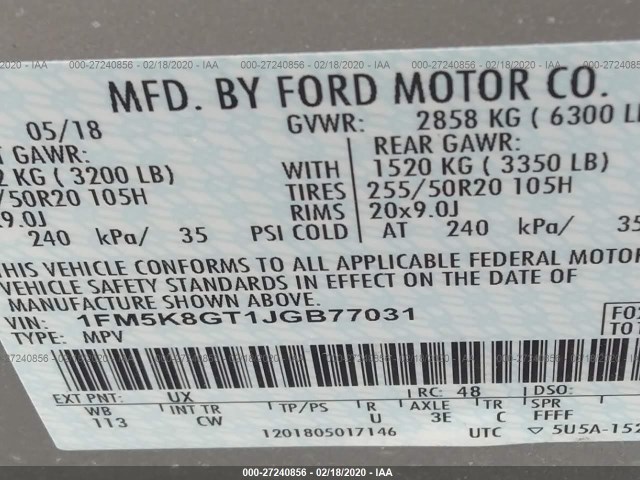 000-27240856 - 02/18/2020 - IAA
MFD. BY FORD MOTOR CO.
05/18 GVWR: 2858 KG ( 6300 L
GAWR: REAR GAWR:
KG ( 3200 LB) WITH 1520 KG ( 3350 LB)
/50R20 105H TIRES 255/50R20 105H
x9.0J RIMS 20x9.0J
240 kPa/ 35 PSI COLD AT 240 kPa/ 35
THIS VEHICLE CONFORMS TO ALL APPLICABLE FEDERAL MOTOR
VEHICLE SAFETY STANDARDS IN EFFECT ON THE DATE OF
MANUFACTURE SHOWN ABOVE.
VIN: 1FM5K8GT1JGB77031
TYPE: MPV
EXT PNT: UX RC: 48 DSO:
WB INT TR TP/PS R AXLE TR SPR
113 CW U 3E C FFFF
1201805017146 UTC ▽ 5U5A-152
000-27240856 - 02/18/2020 - IAA